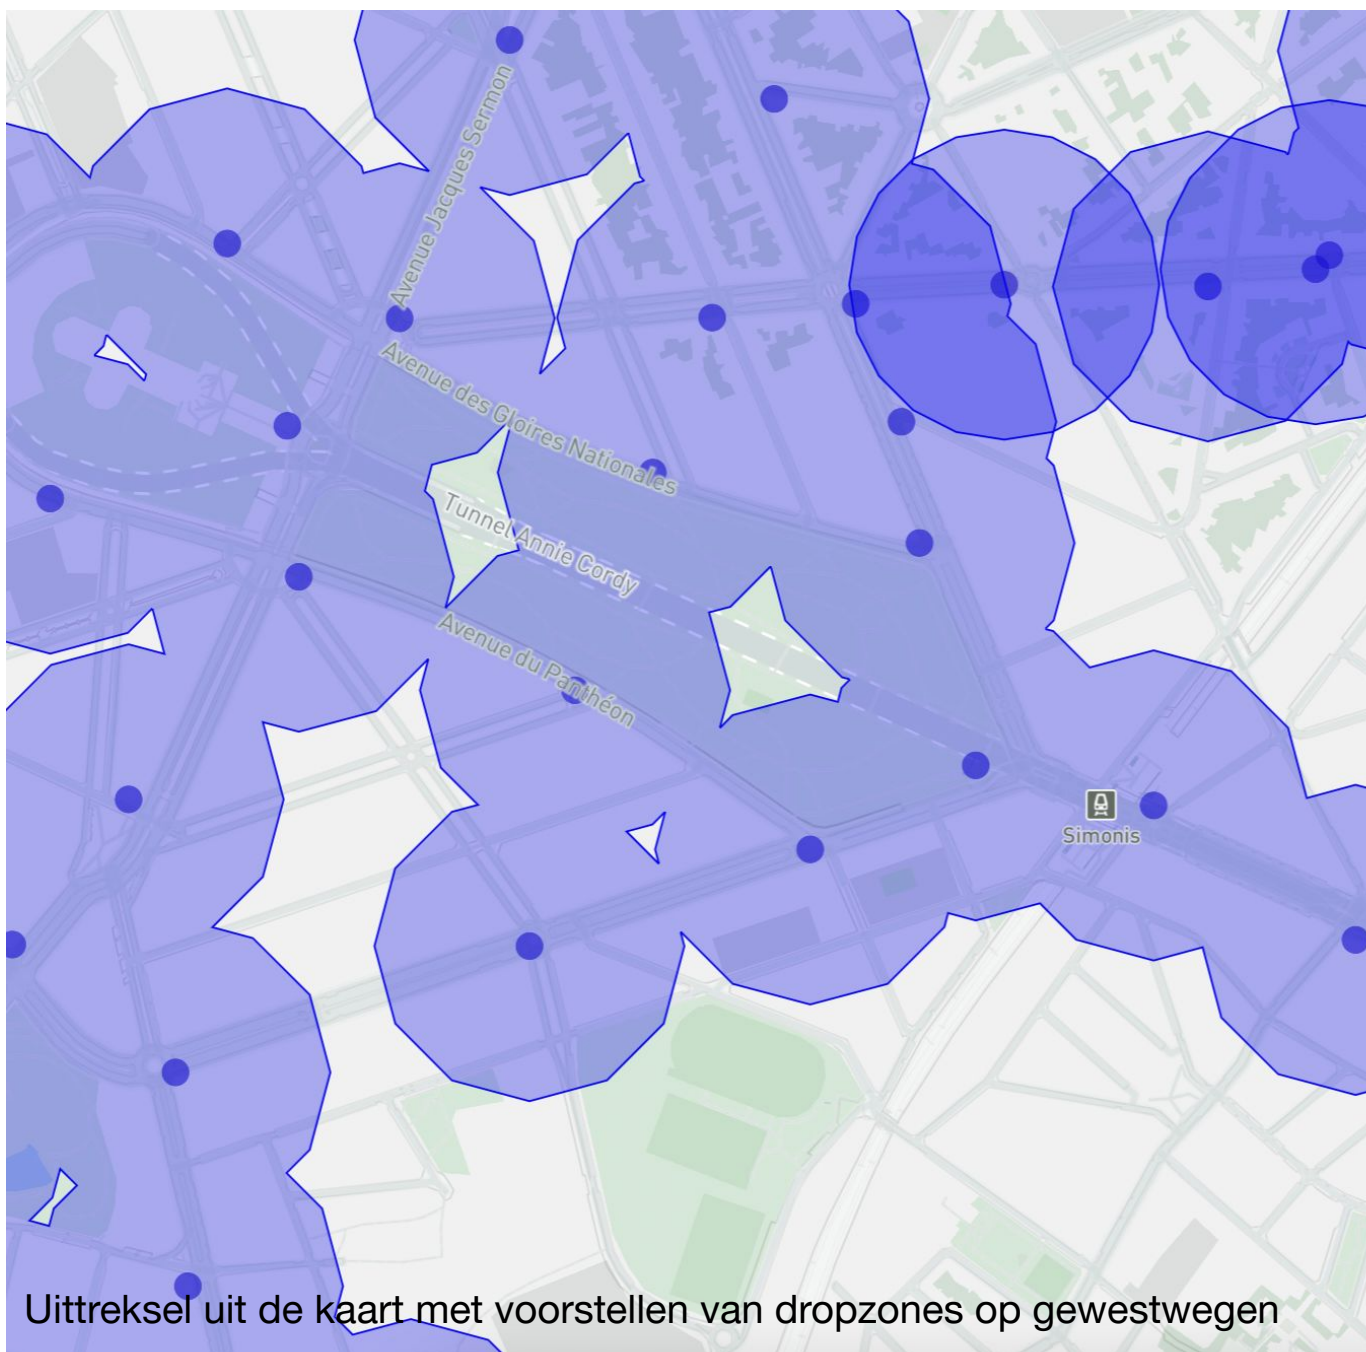 Avenue Jacques Sermon
Avenue des Gloires Nationales
Tunnel Annie Cordy
Avenue du Panthéon
Simonis
Uittreksel uit de kaart met voorstellen van dropzones op gewestwegen